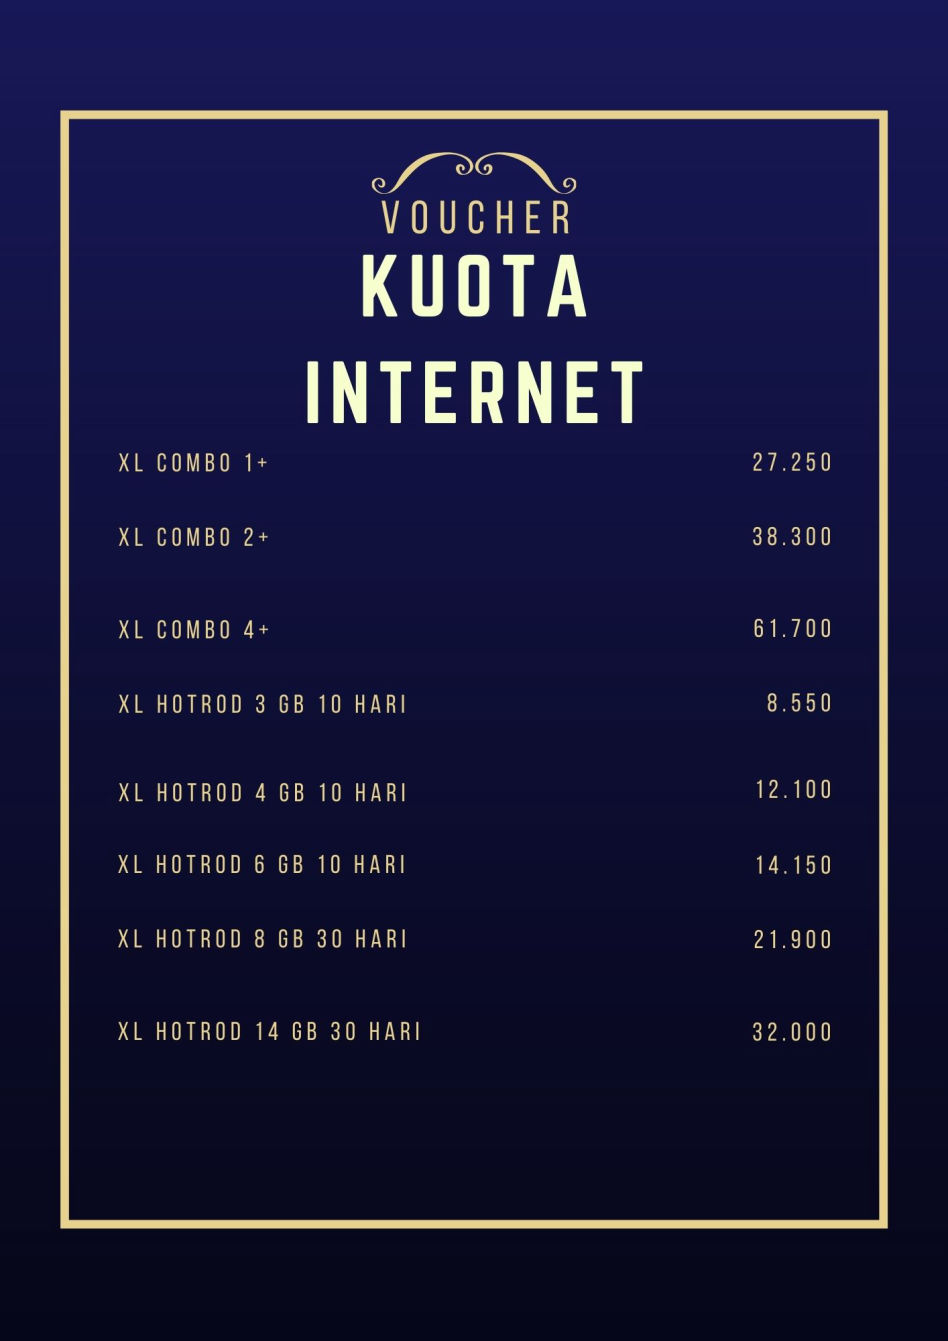 VOUCHER
KUOTA
INTERNET
XL COMBO 1+ 27.250
XL COMBO 2+ 38.300
XL COMBO 4+ 61.700
XL HOTROD 3 GB 10 HARI 8.550
XL HOTROD 4 GB 10 HARI 12.100
XL HOTROD 6 GB 10 HARI 14.150
XL HOTROD 8 GB 30 HARI 21.900
XL HOTROD 14 GB 30 HARI 32.000